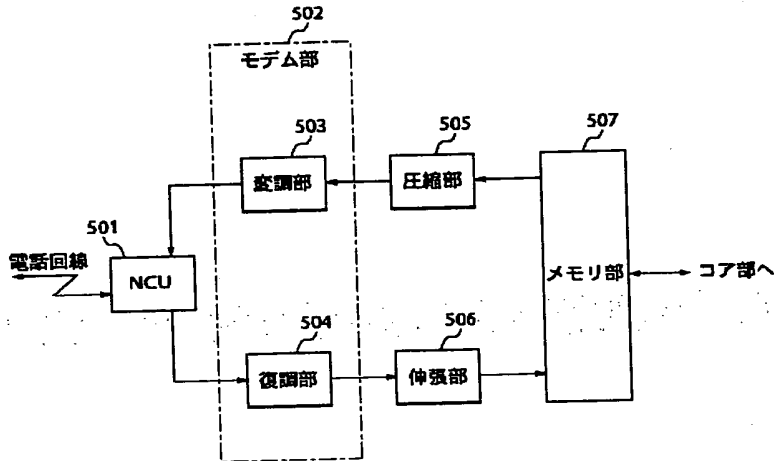 502
モデム部
503
変調部
505
圧縮部
507
メモリ部
コア部へ
501
NCU
電話回線
504
復調部
506
伸張部